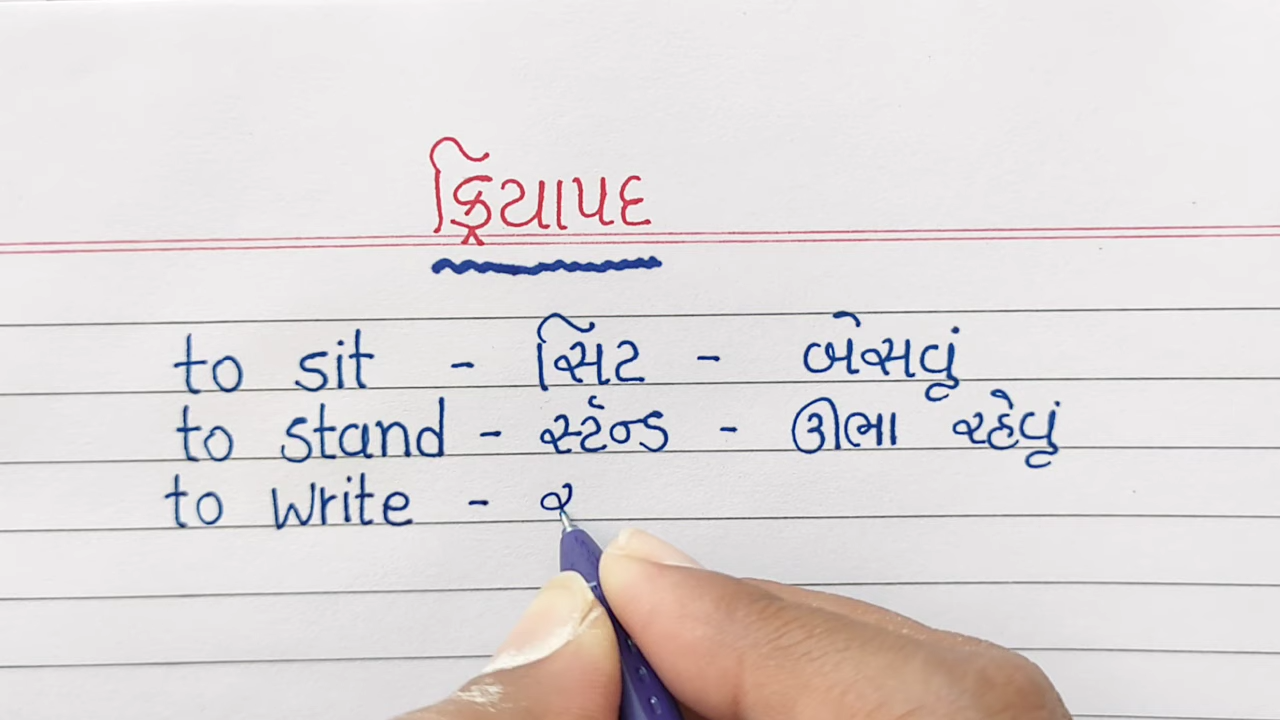 ક્રિયાપદ
to sit - સિટ - બેસવું
to stand - સ્ટેન્ડ - ઊભા રહેવું
to write - ર